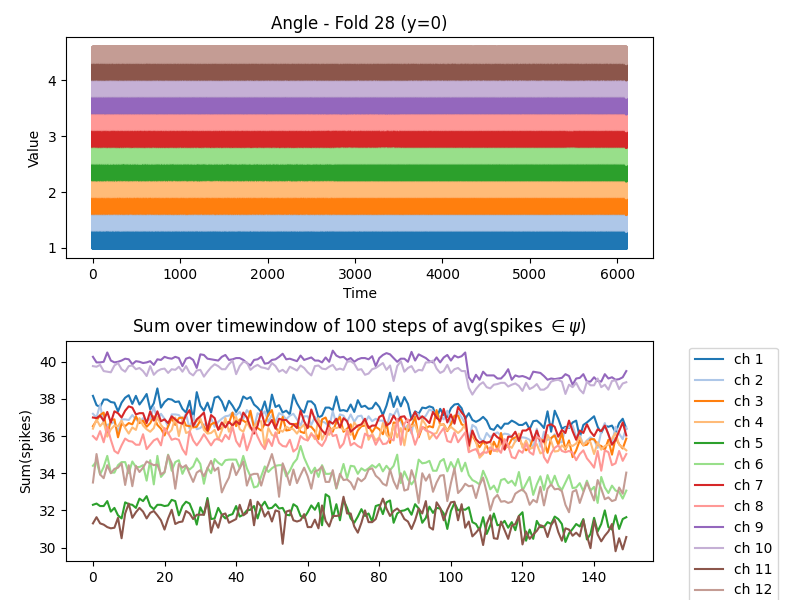 Angle - Fold 28 (y=0)
Value
4
3
2
1
0 1000 2000 3000 4000 5000 6000
Time
Sum over timewindow of 100 steps of avg(spikes ∈ψ)
Sum(spikes)
40
38
36
34
32
30
0 20 40 60 80 100 120 140
ch 1
ch 2
ch 3
ch 4
ch 5
ch 6
ch 7
ch 8
ch 9
ch 10
ch 11
ch 12